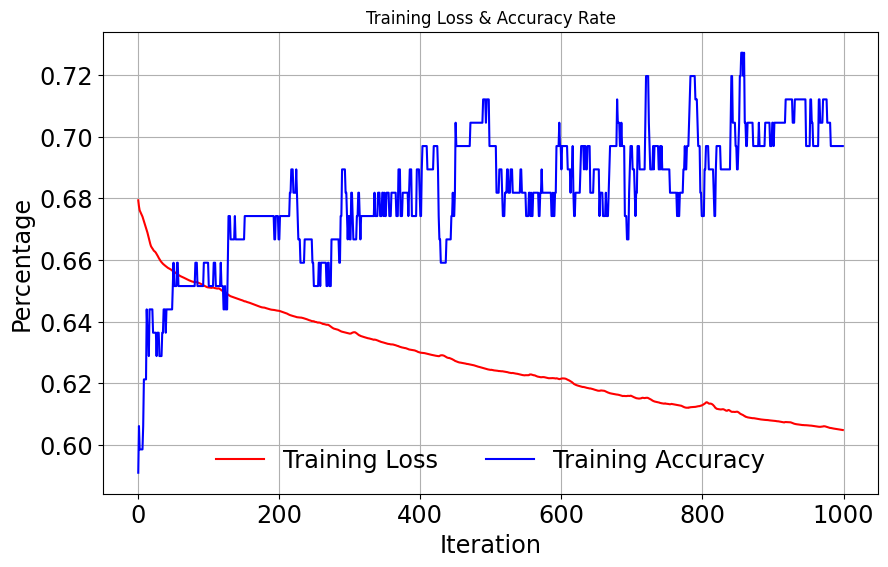 Training Loss & Accuracy Rate
Percentage
0.72
0.70
0.68
0.66
0.64
0.62
0.60
Training Loss
Training Accuracy
0
200
400
600
800
1000
Iteration